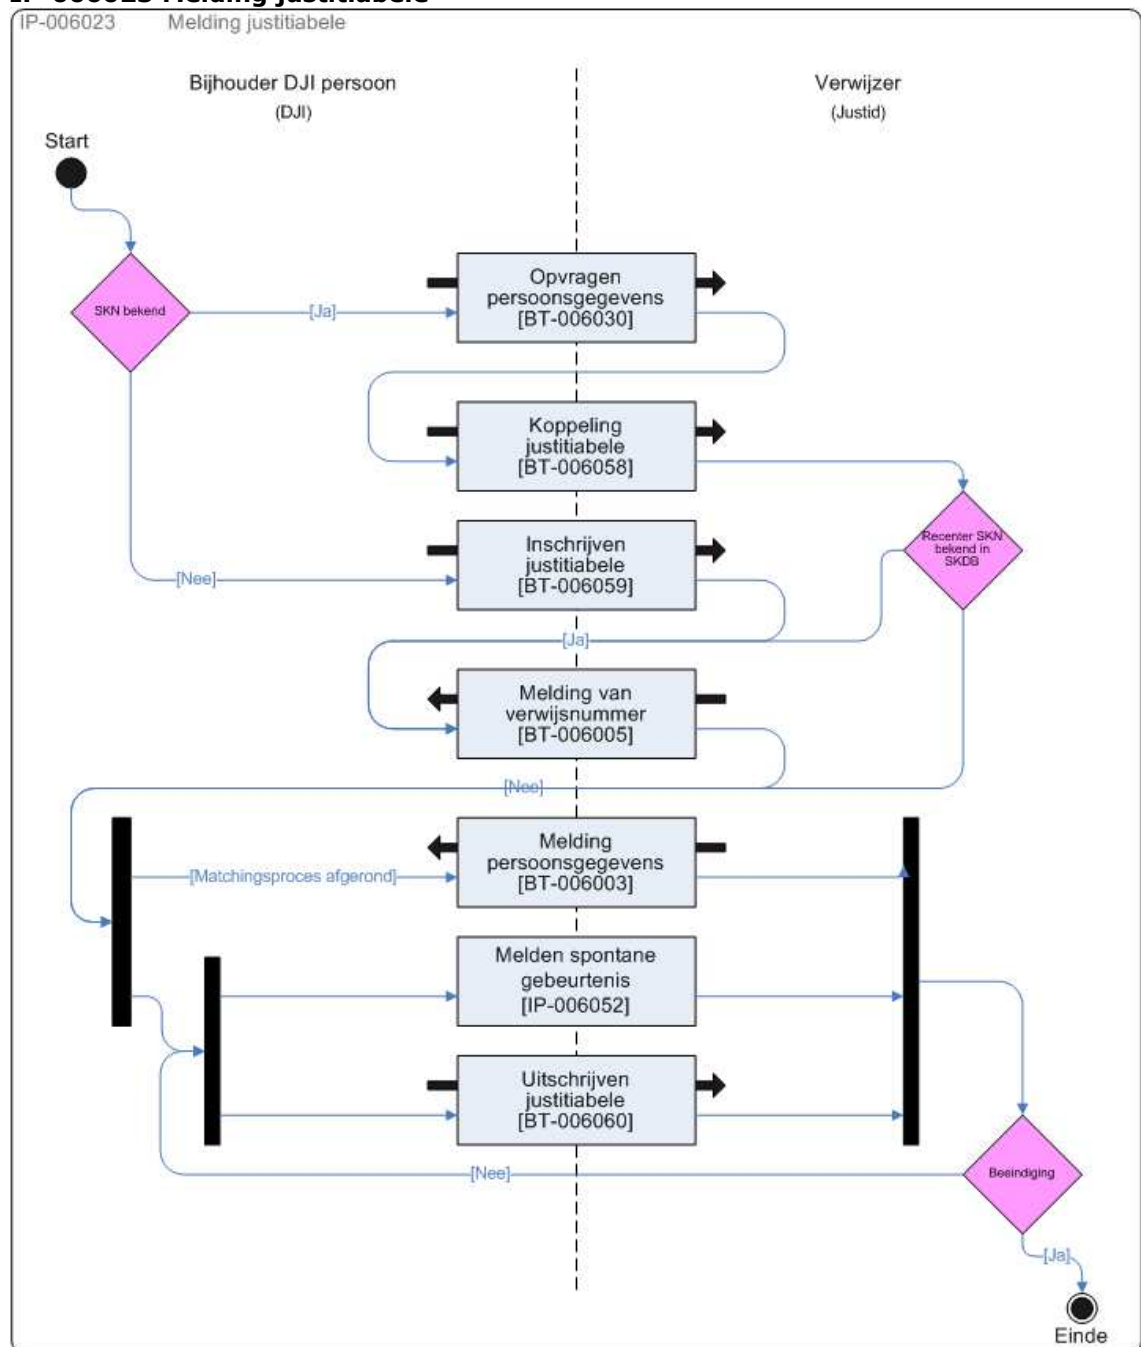 IP-006023 Melding justitiabele
IP-006023 Melding justitiabele
Bijhouder DJI persoon
(DJI)
Verwijzer
(Justid)
Start
SKN bekend
[Ja]
Opvragen
persoonsgegevens
[BT-006030]
Koppeling
justitiabele
[BT-006058]
Recenter SKN
bekend in
SKDB
Inschrijven
justitiabele
[BT-006059]
[Nee]
[Ja]
Melding van
verwijsnummer
[BT-006005]
[Nee]
Melding
persoonsgegevens
[BT-006003]
[Matchingsproces afgerond]
Melden spontane
gebeurtenis
[IP-006052]
Uitschrijven
justitiabele
[BT-006060]
[Nee]
Beeindiging
[Ja]
Einde